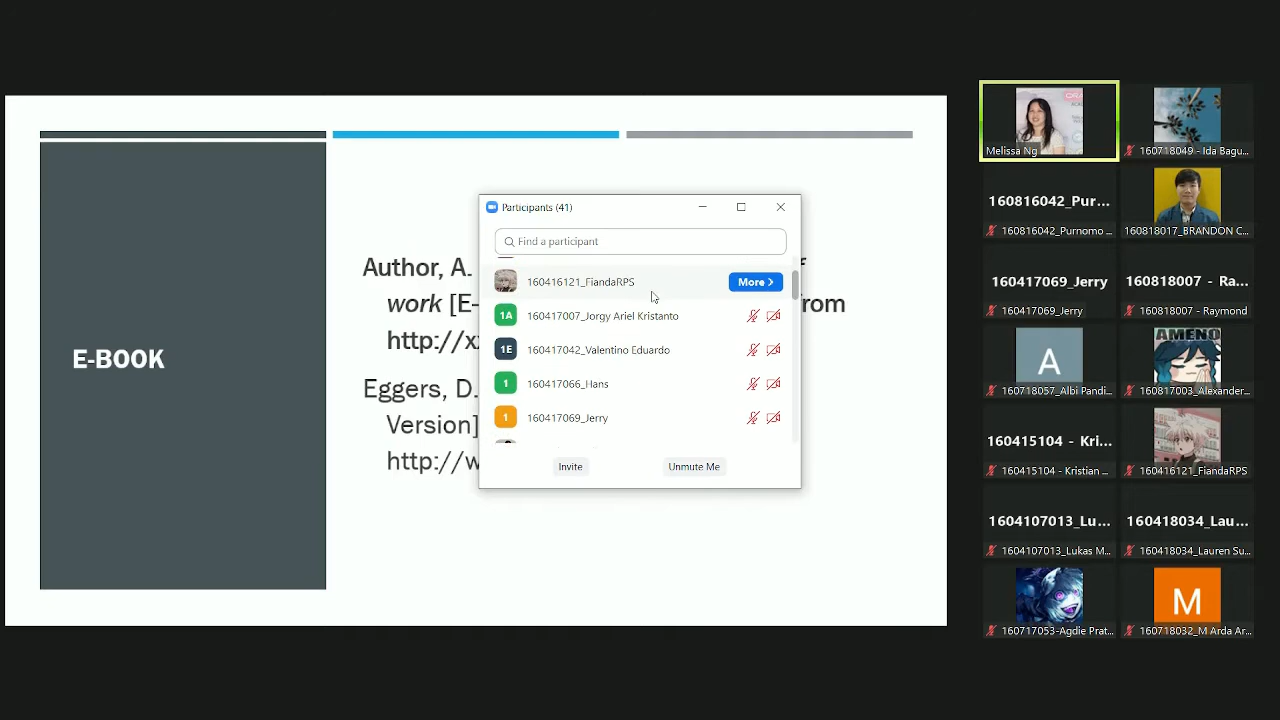 E-BOOK
Author, A.
f
work [E-
rom
http://x
Eggers, D.
Version]
http://w
Participants (41)
Find a participant
160416121_FiandaRPS
More >
1A
160417007_Jorgy Ariel Kristanto
1E
160417042_Valentino Eduardo
1
160417066_Hans
1
160417069_Jerry
Invite
Unmute Me
Melissa Ng
160718049 - Ida Bagu...
160816042_Pur...
160816042_Purnomo ...
160818017_BRANDON C...
160417069_Jerry
160417069_Jerry
160818007 - Ra...
160818007 - Raymond
A
160718057_Albi Pandi...
AMENO
160817003_Alexander...
160415104 - Kri...
160415104 - Kristian ...
160416121_FiandaRPS
1604107013_Lu...
1604107013_Lukas M...
160418034_Lau...
160418034_Lauren Su...
160717053-Agdie Prat...
M
160718032_M Arda Ar...